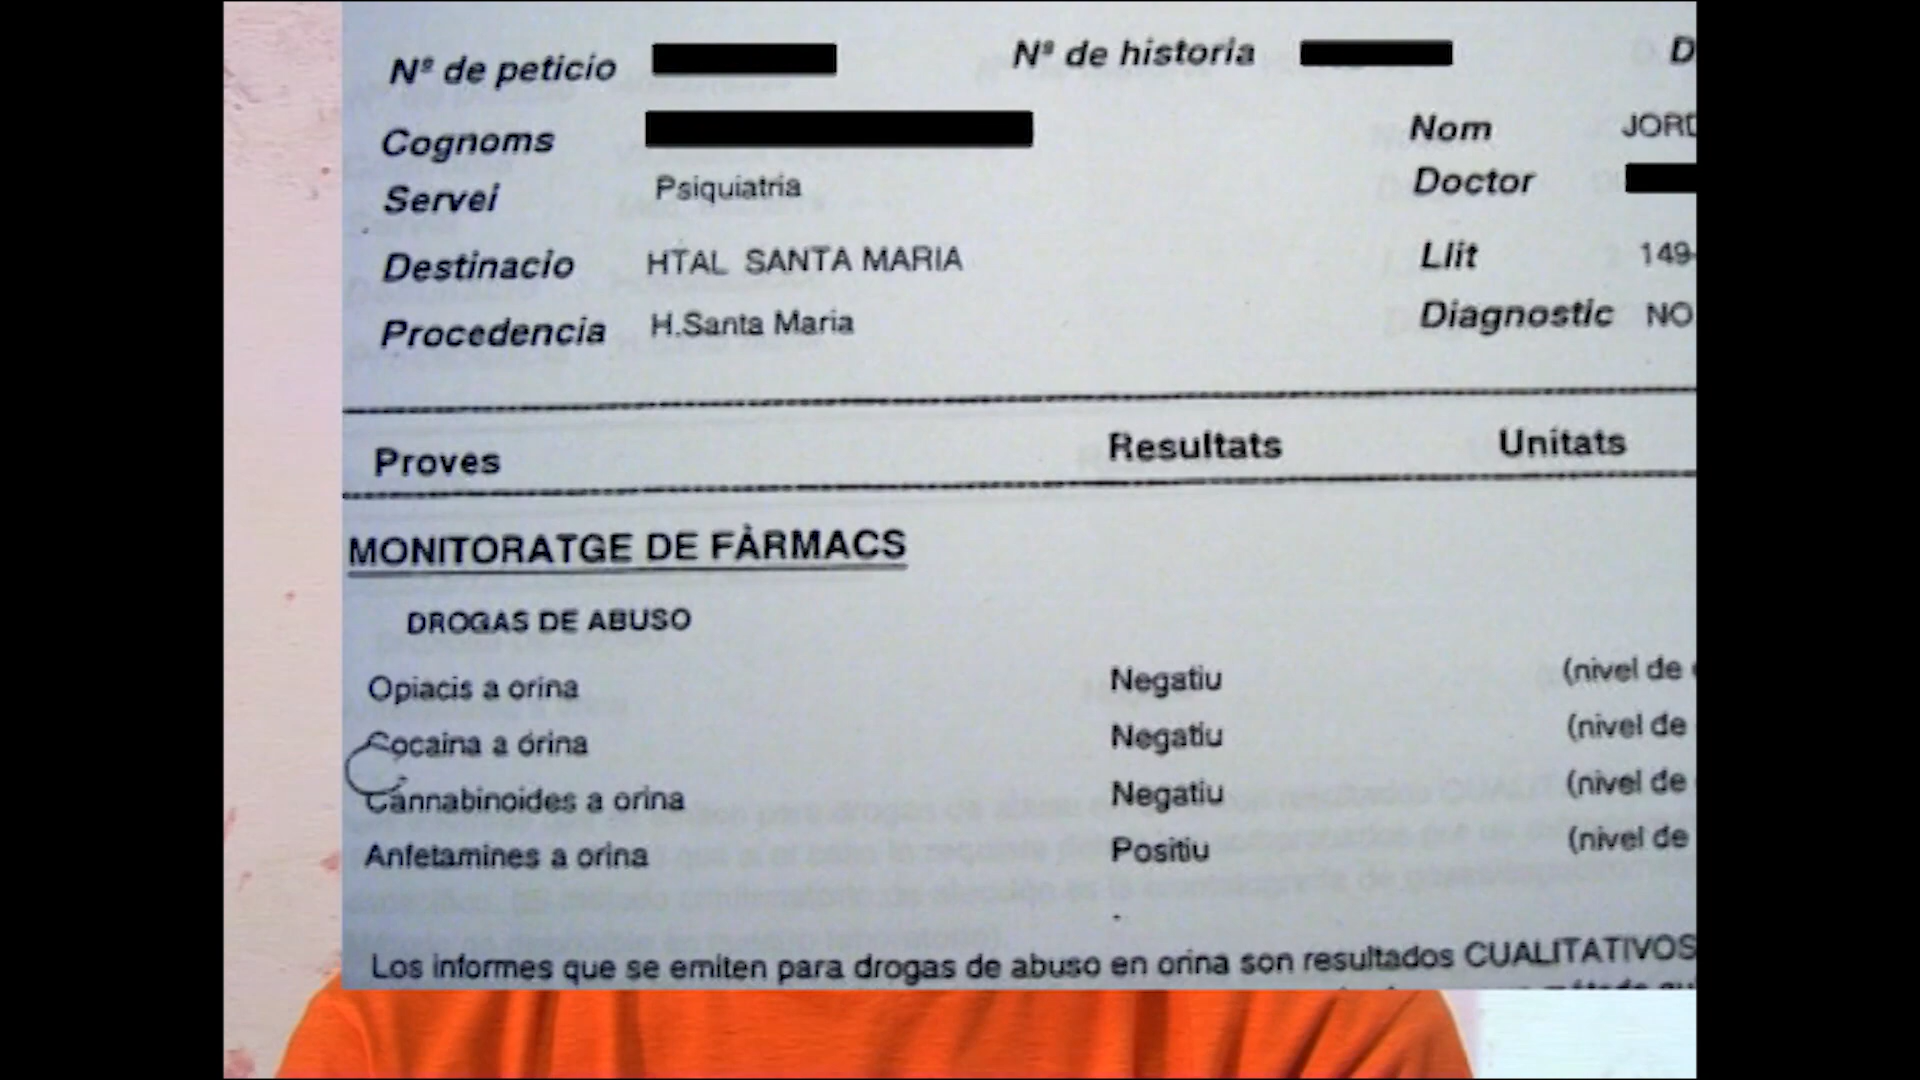 Nº de peticio Nº de historia D
Cognoms Nom JORD
Servei Psiquiatria Doctor
Destinacio HTAL SANTA MARIA Llit 149-
Procedencia H.Santa Maria Diagnostic NO
Proves Resultats Unitats
MONITORATGE DE FÀRMACS
DROGAS DE ABUSO
Opiacis a orina Negatiu (nivel de
Cocaina a orina Negatiu (nivel de
Cannabinoides a orina Negatiu (nivel de
Anfetamines a orina Positiu (nivel de
Los informes que se emiten para drogas de abuso en orina son resultados CUALITATIVOS